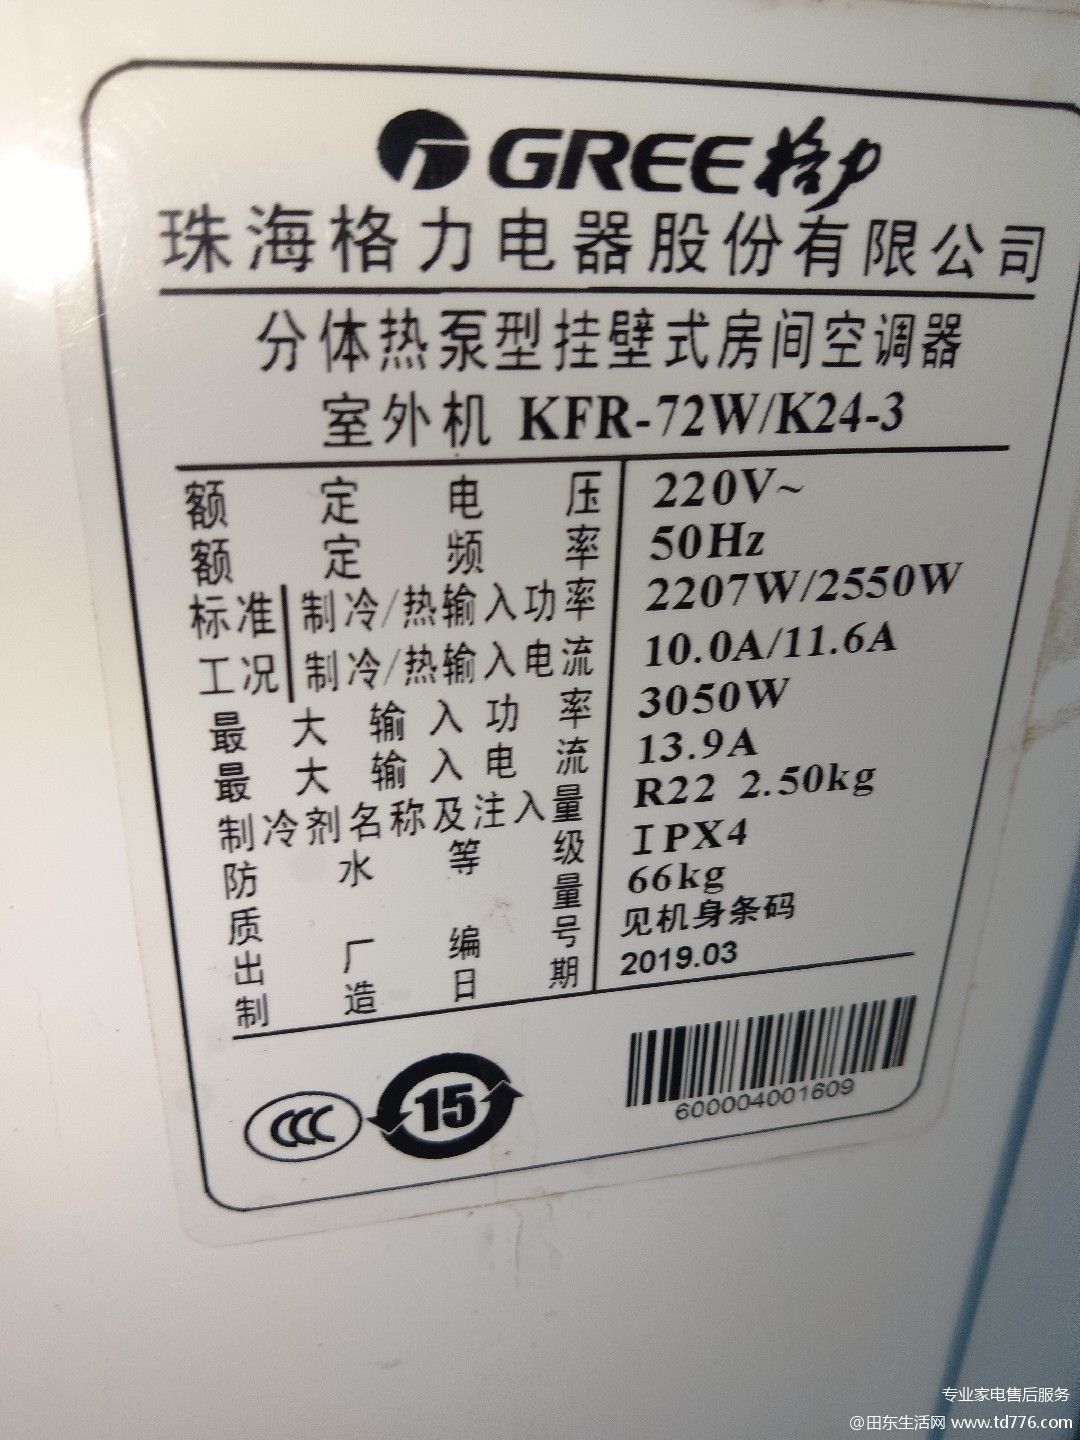 GREE格力
珠海格力电器股份有限公司
分体热泵型挂壁式房间空调器
室外机 KFR-72W/K24-3
额定电压 220V~
额定频率 50Hz
标准工况 制冷/热输入功率 2207W/2550W
制冷/热输入电流 10.0A/11.6A
最大输入功率 3050W
最大输入电流 13.9A
制冷剂名称及注入量 R22 2.50kg
防水等级 IPX4
质量 66kg
出厂编号 见机身条码
制造日期 2019.03
CCC 15
600004001609
专业家电售后服务
@田东生活网 www.td776.com